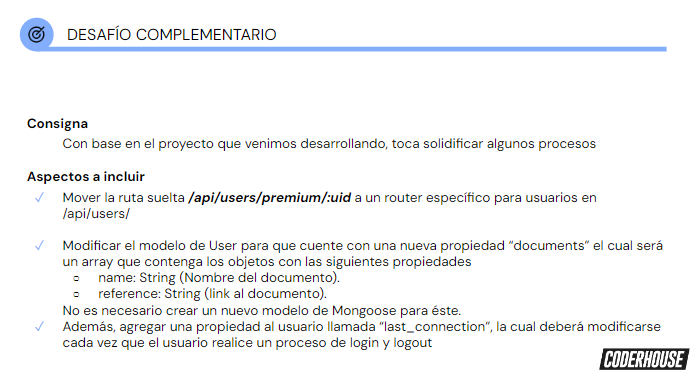 DESAFÍO COMPLEMENTARIO
Consigna
Con base en el proyecto que venimos desarrollando, toca solidificar algunos procesos
Aspectos a incluir
✓ Mover la ruta suelta /api/users/premium/:uid a un router específico para usuarios en
/api/users/
✓ Modificar el modelo de User para que cuente con una nueva propiedad “documents” el cual será
un array que contenga los objetos con las siguientes propiedades
○ name: String (Nombre del documento).
○ reference: String (link al documento).
No es necesario crear un nuevo modelo de Mongoose para éste.
✓ Además, agregar una propiedad al usuario llamada “last_connection”, la cual deberá modificarse
cada vez que el usuario realice un proceso de login y logout
CODERHOUSE